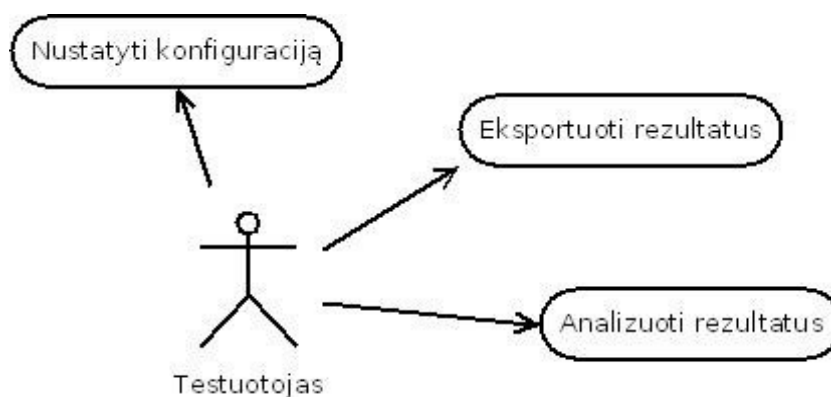 Nustatyti konfiguraciją
Eksportuoti rezultatus
Analizuoti rezultatus
Testuotojas